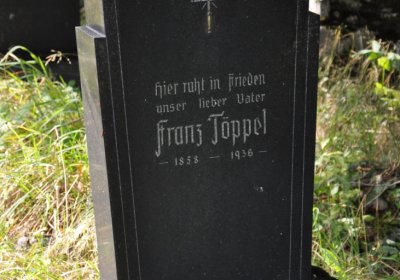 Hier ruht in Frieden
unser lieber Vater
Franz Töppel
— 1858 — 1936 —